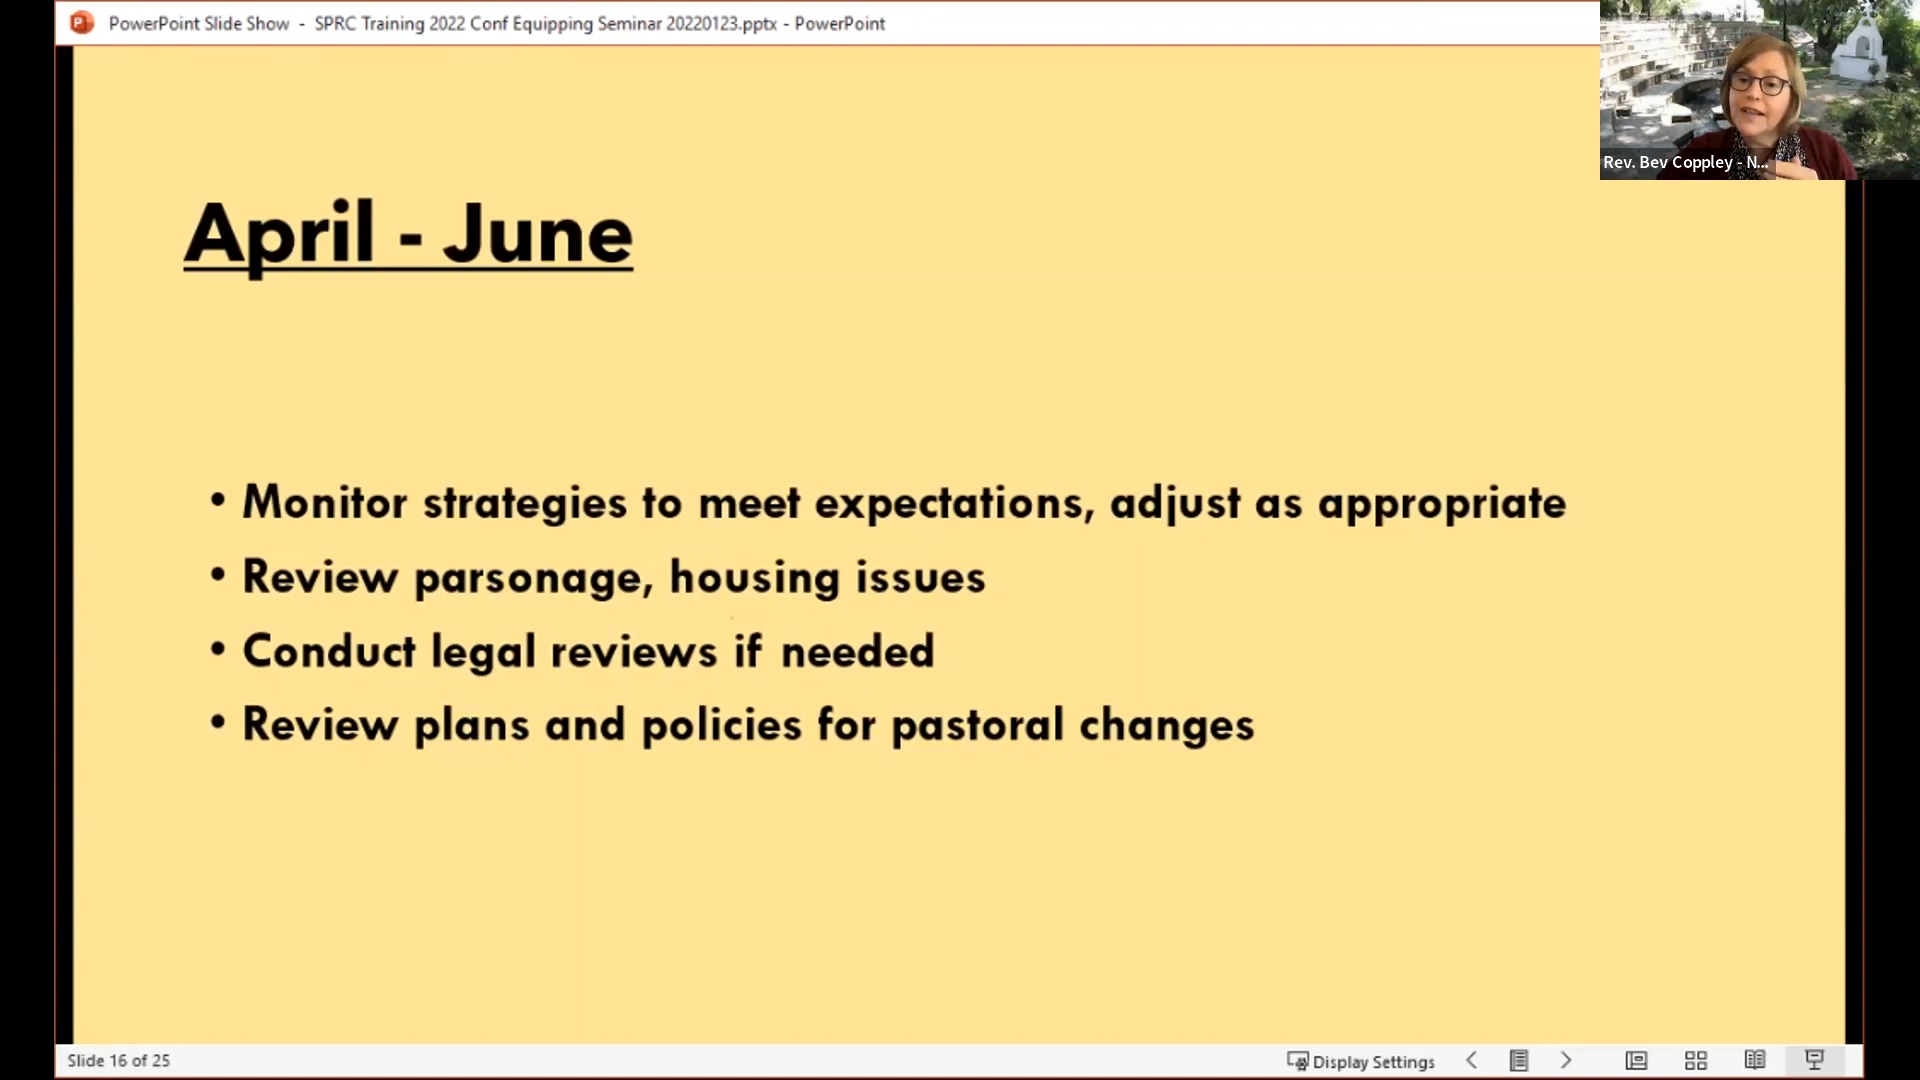 PowerPoint Slide Show - SPRC Training 2022 Conf Equipping Seminar 20220123.pptx - PowerPoint
Rev. Bev Coppley - N...
April - June
• Monitor strategies to meet expectations, adjust as appropriate
• Review parsonage, housing issues
• Conduct legal reviews if needed
• Review plans and policies for pastoral changes
Slide 16 of 25
Display Settings